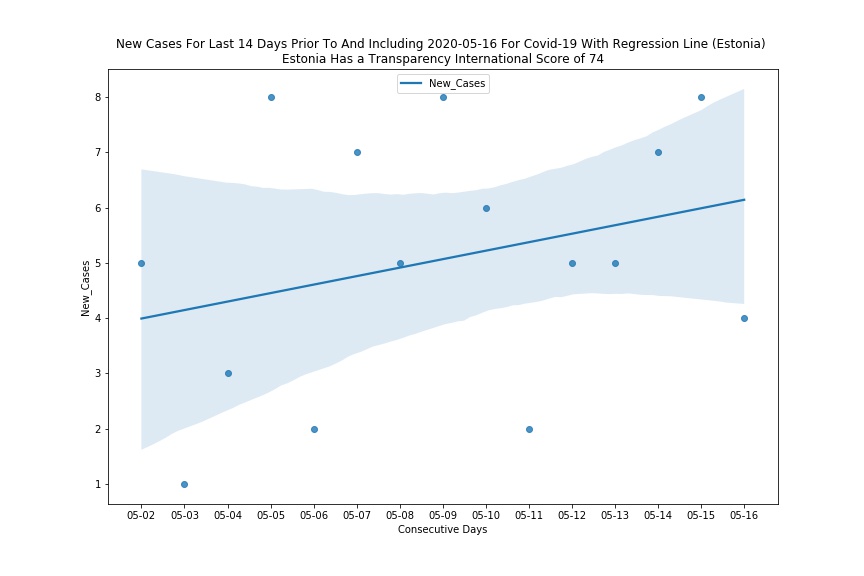 New Cases For Last 14 Days Prior To And Including 2020-05-16 For Covid-19 With Regression Line (Estonia)
Estonia Has a Transparency International Score of 74
New_Cases
8
7
6
5
4
3
2
1
New_Cases
05-02 05-03 05-04 05-05 05-06 05-07 05-08 05-09 05-10 05-11 05-12 05-13 05-14 05-15 05-16
Consecutive Days